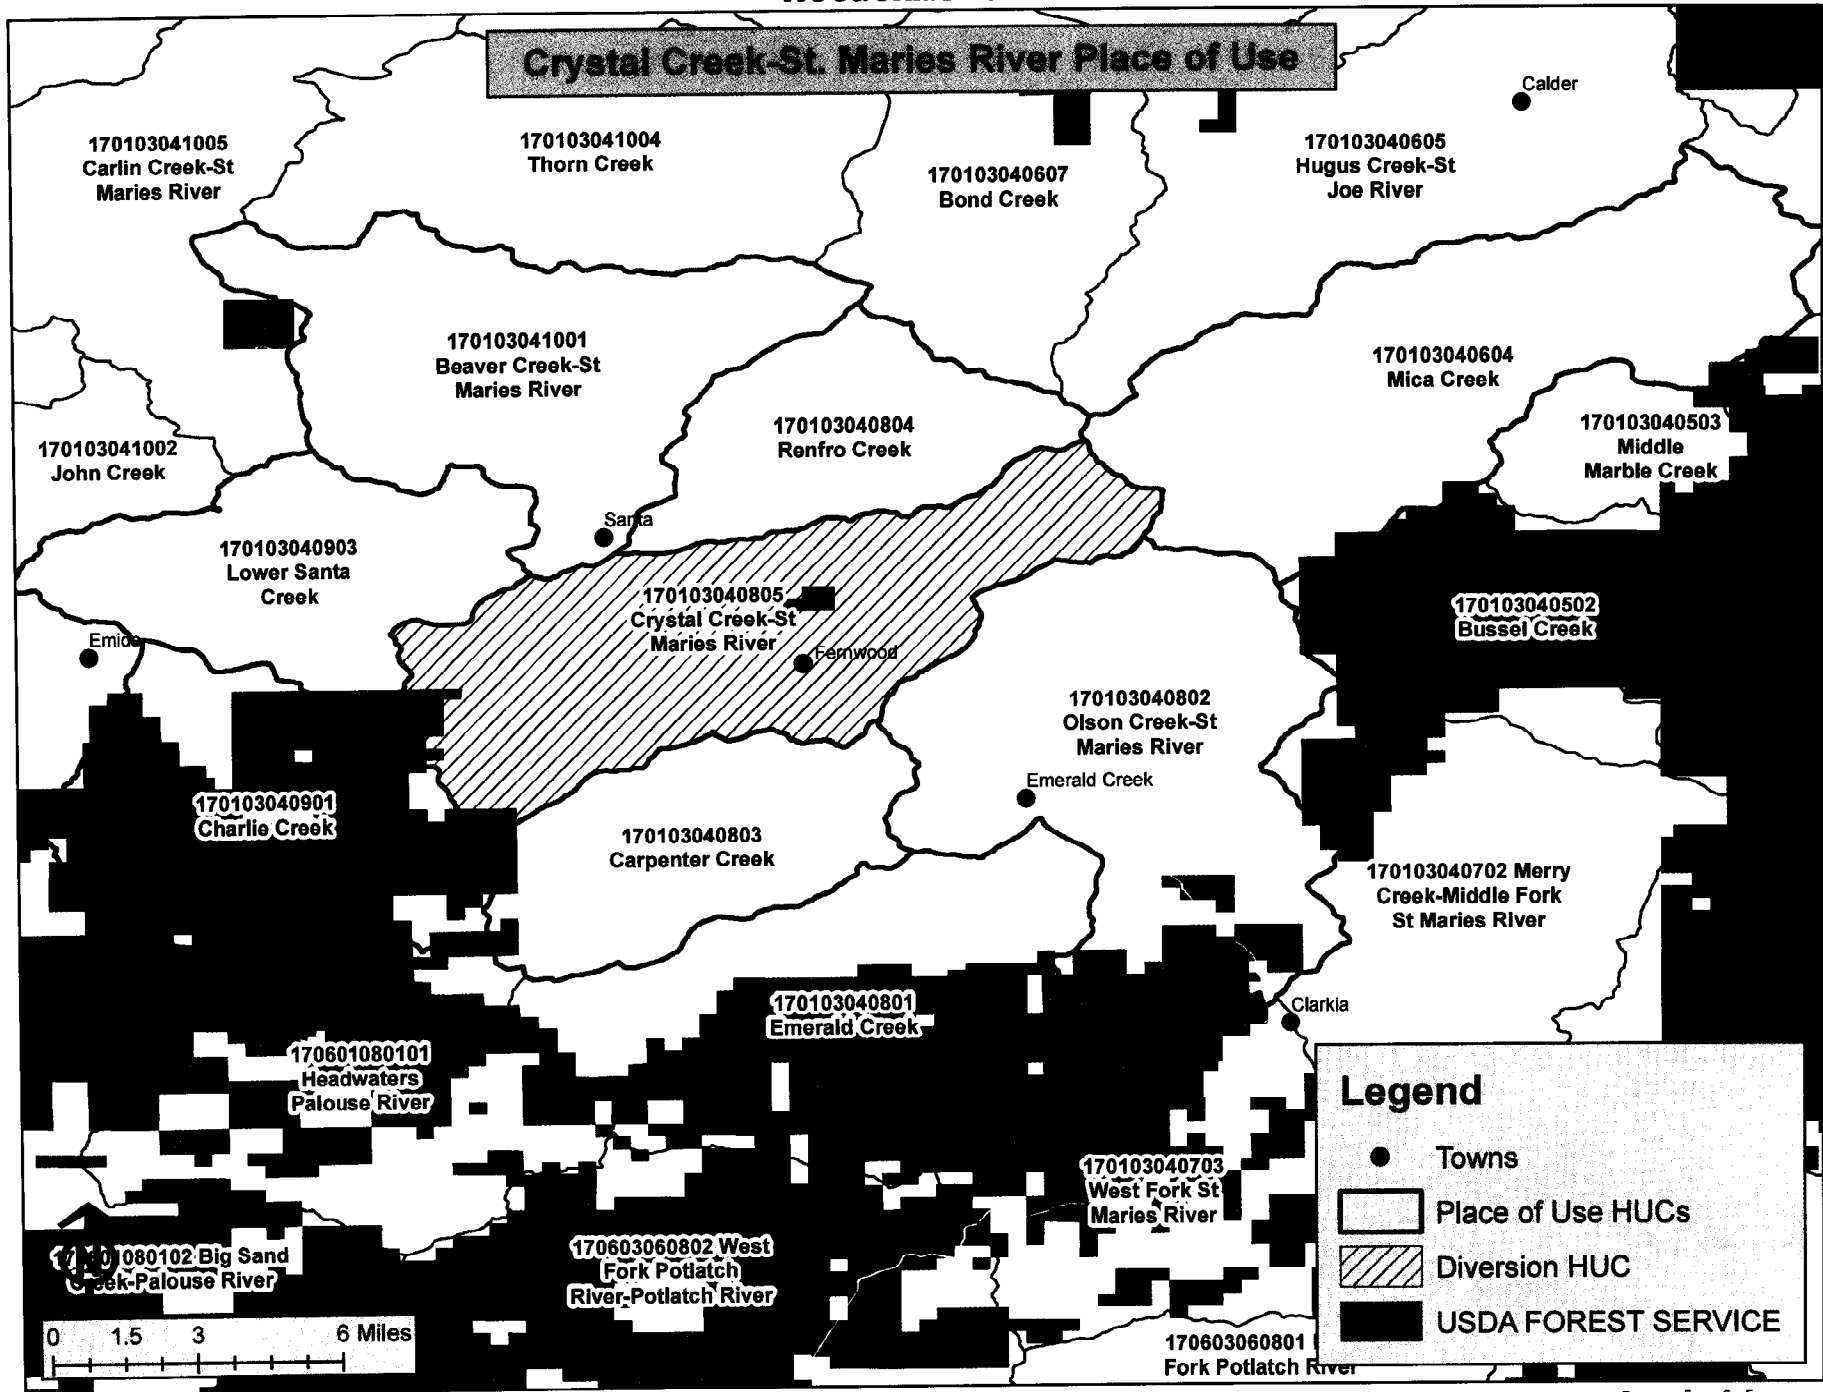 Crystal Creek-St. Maries River Place of Use
Calder
170103041005
Carlin Creek-St
Maries River
170103041004
Thorn Creek
170103040607
Bond Creek
170103040605
Hugus Creek-St
Joe River
170103041001
Beaver Creek-St
Maries River
170103040604
Mica Creek
170103040804
Renfro Creek
170103040503
Middle
Marble Creek
170103041002
John Creek
Santa
170103040903
Lower Santa
Creek
170103040805
Crystal Creek-St
Maries River
170103040502
Bussel Creek
Emida
Fernwood
170103040802
Olson Creek-St
Maries River
Emerald Creek
170103040901
Charlie Creek
170103040803
Carpenter Creek
170103040702 Merry
Creek-Middle Fork
St Maries River
170103040801
Emerald Creek
Clarkia
170601080101
Headwaters
Palouse River
Legend
Towns
Place of Use HUCs
Diversion HUC
USDA FOREST SERVICE
170103040703
West Fork St
Maries River
080102 Big Sand
Creek-Palouse River
N
170603060802 West
Fork Potlatch
River-Potlatch River
0 1.5 3 6 Miles
170603060801
Fork Potlatch River